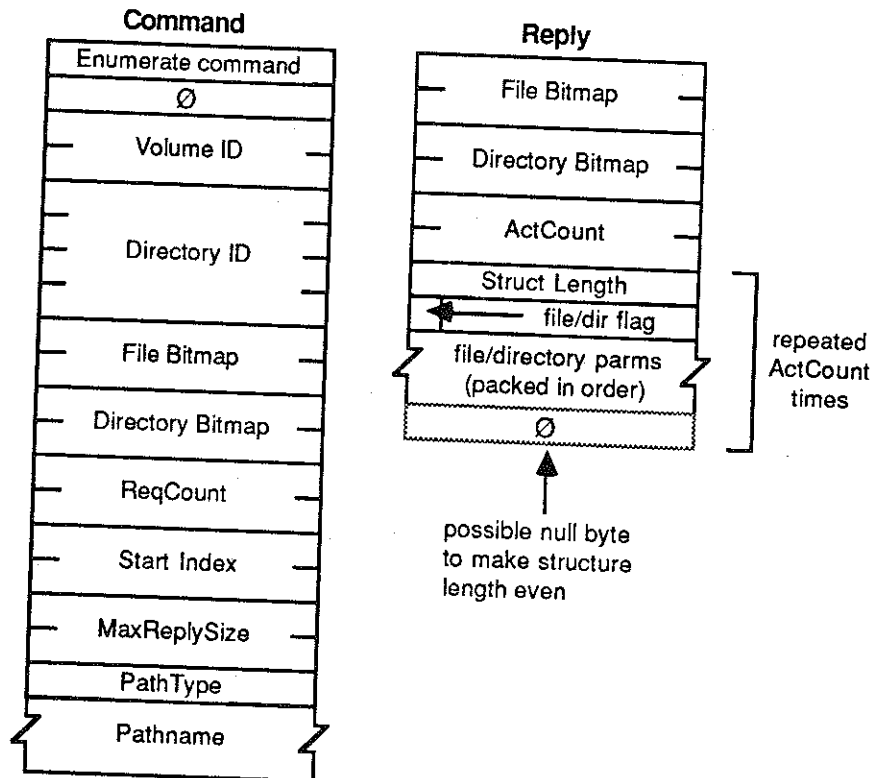 Command
Enumerate command
Ø
Volume ID
Directory ID
File Bitmap
Directory Bitmap
ReqCount
Start Index
MaxReplySize
PathType
Pathname
Reply
File Bitmap
Directory Bitmap
ActCount
Struct Length
file/dir flag
file/directory parms
(packed in order)
Ø
repeated
ActCount
times
possible null byte
to make structure
length even